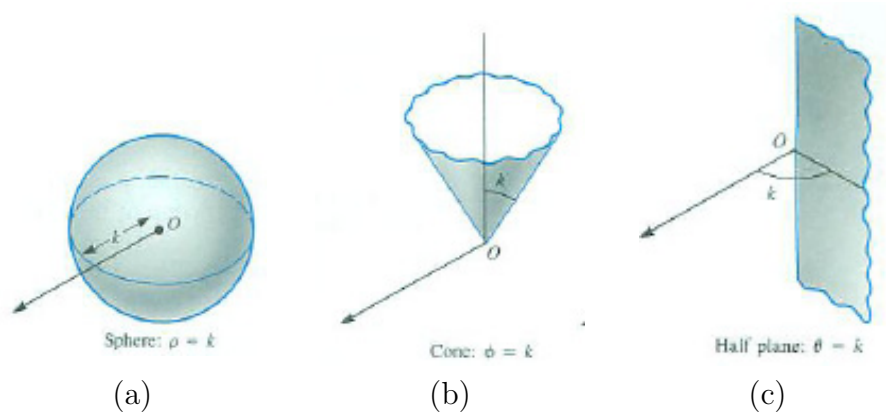 O
k
Sphere: ρ = k
(a)
k
O
Cone: ϕ = k
(b)
O
k
Half plane: θ = k
(c)